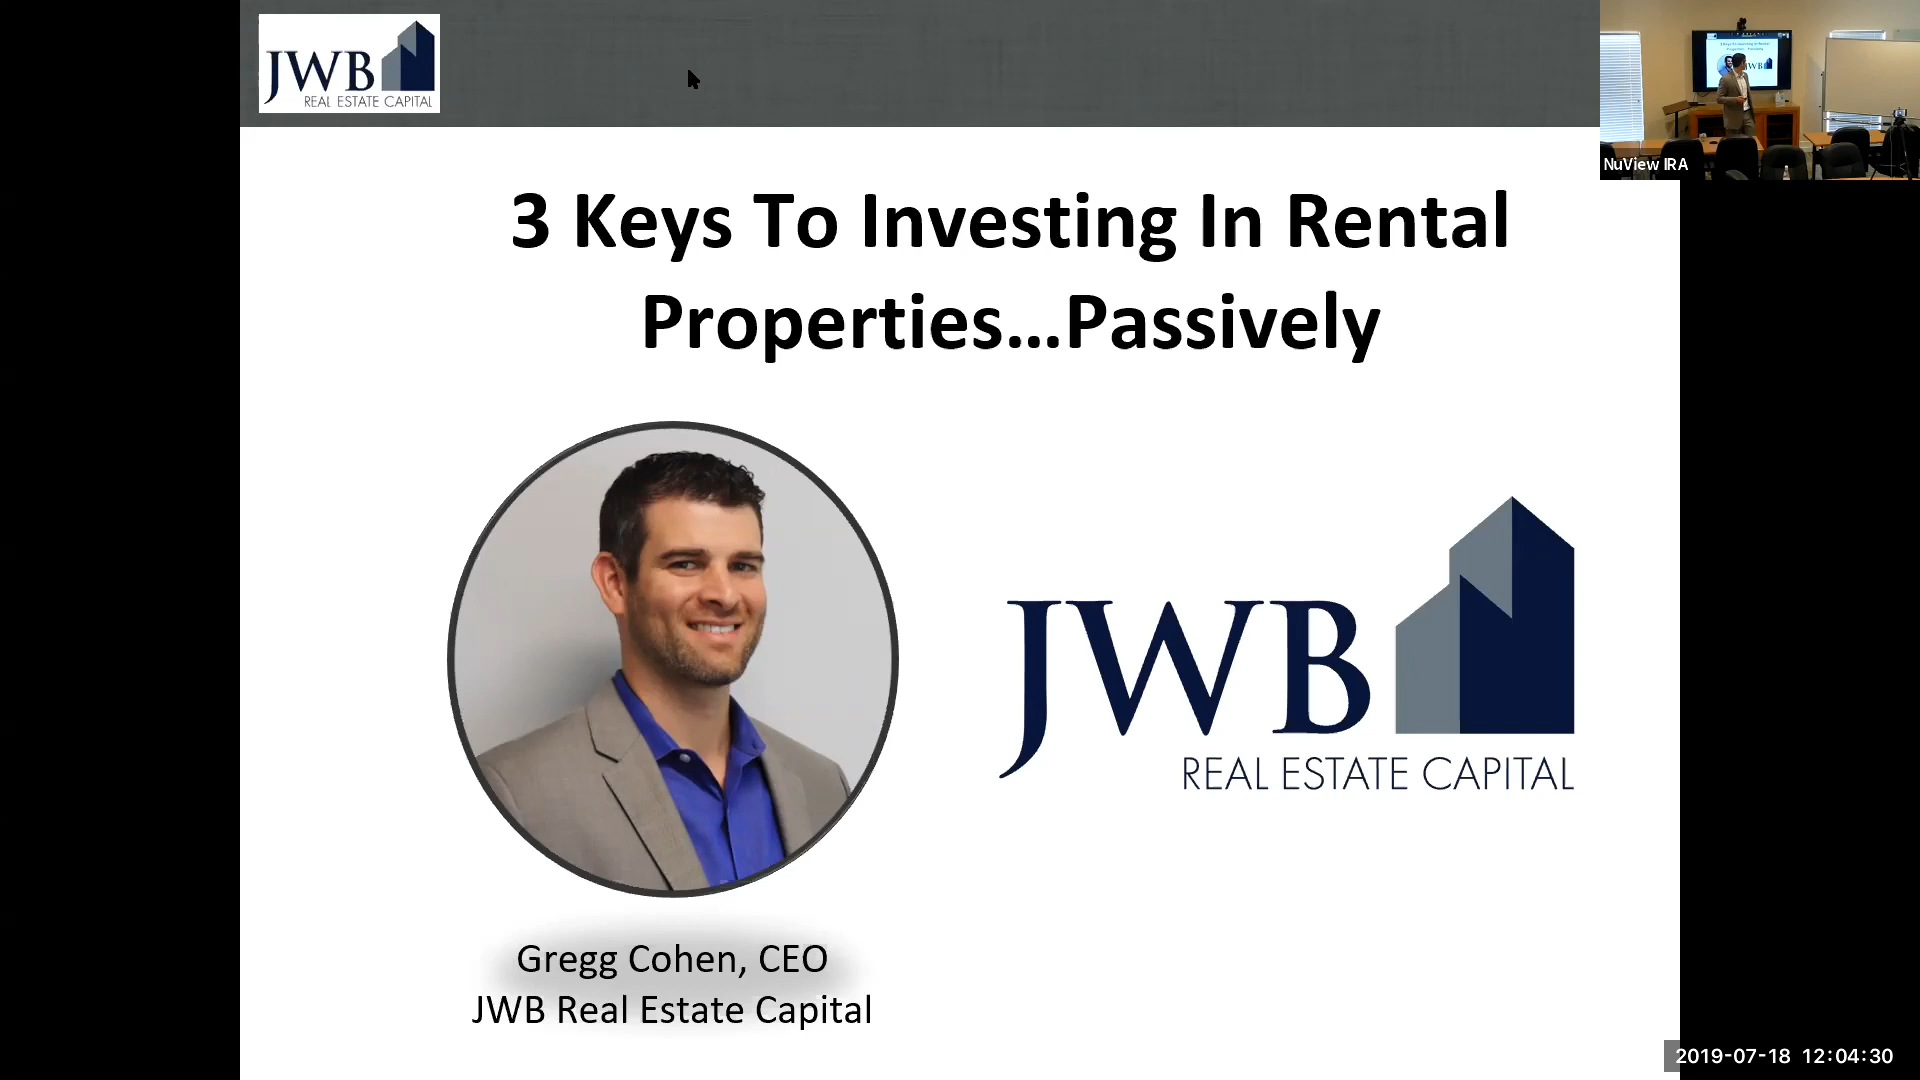 JWB
REAL ESTATE CAPITAL
NuView IRA
3 Keys To Investing In Rental
Properties...Passively
JWB
REAL ESTATE CAPITAL
Gregg Cohen, CEO
JWB Real Estate Capital
2019-07-18 12:04:30